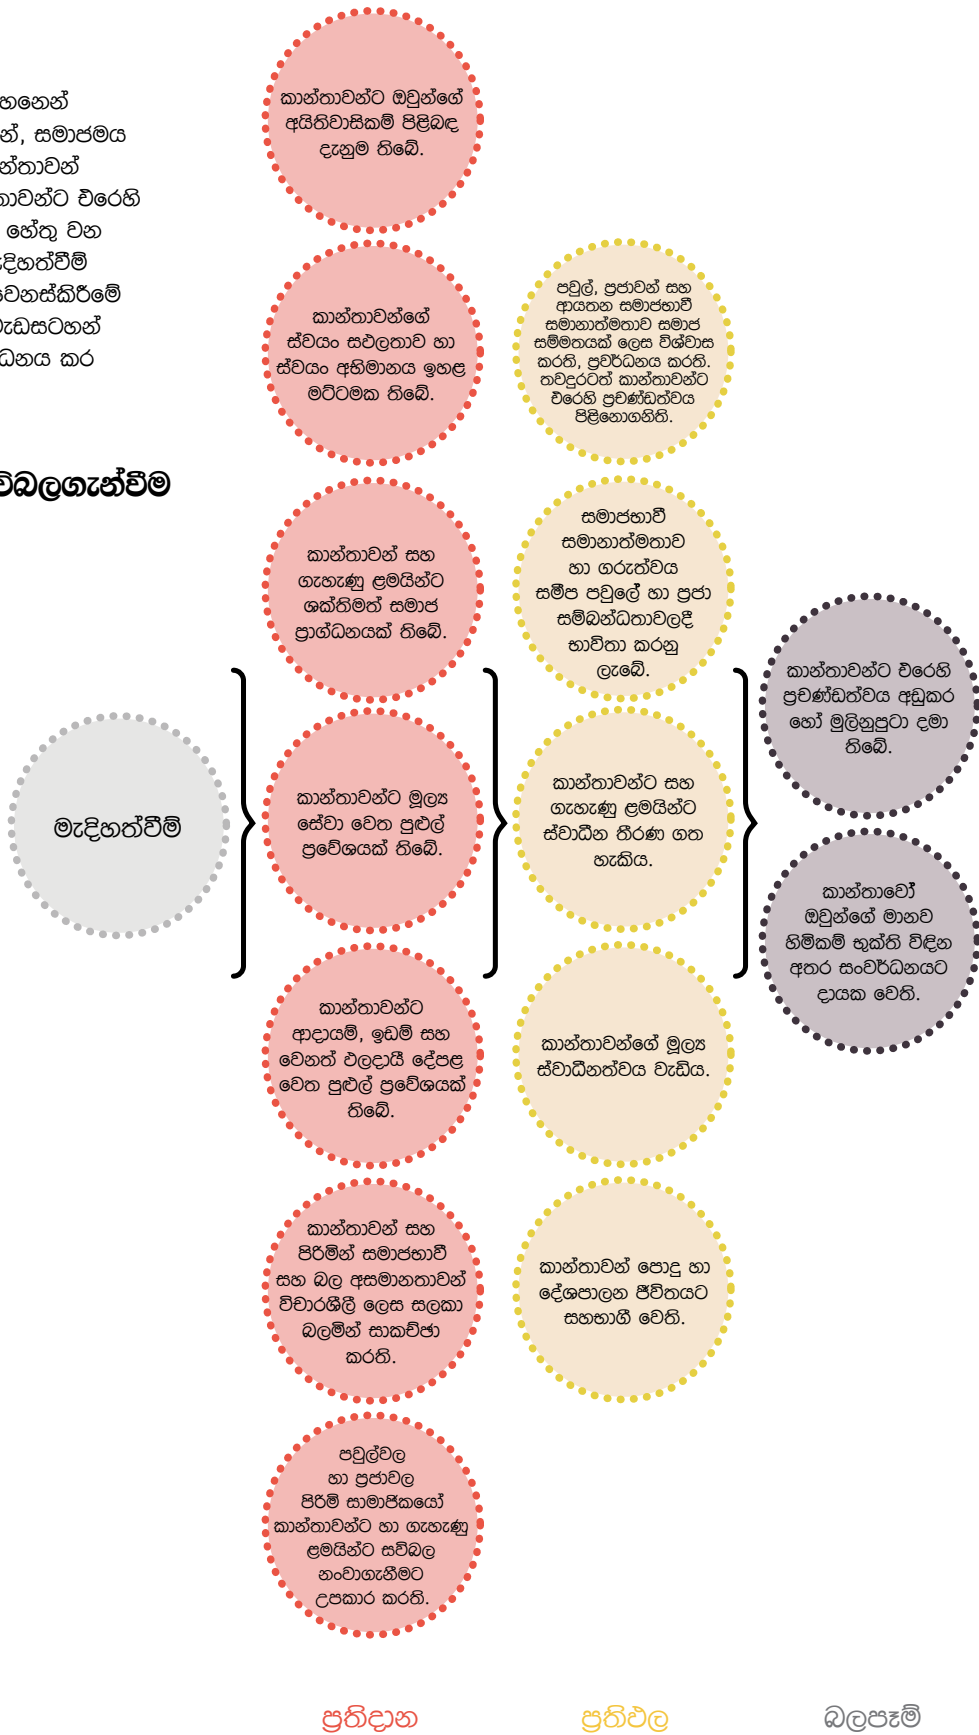 හනෙන්
න්, සමාජමය
න්තාවන්
තාවන්ට එරෙහි
හේතු වන
දිහත්වීම්
වෙනස්කිරීමේ
වැඩසටහන්
ධනය කර
ව්බලගැන්වීම
මැදිහත්වීම්
කාන්තාවන්ට ඔවුන්ගේ
අයිතිවාසිකම් පිළිබඳ
දැනුම තිබේ.
කාන්තාවන්ගේ
ස්වයං සඵලතාව හා
ස්වයං අභිමානය ඉහළ
මට්ටමක තිබේ.
කාන්තාවන් සහ
ගැහැණු ළමයින්ට
ශක්තිමත් සමාජ
ප්‍රාග්ධනයක් තිබේ.
කාන්තාවන්ට මූල්‍ය
සේවා වෙත පුළුල්
ප්‍රවේශයක් තිබේ.
කාන්තාවන්ට
ආදායම්, ඉඩම් සහ
වෙනත් ඵලදායී දේපළ
වෙත පුළුල් ප්‍රවේශයක්
තිබේ.
කාන්තාවන් සහ
පිරිමින් සමාජභාවී
සහ බල අසමානතාවන්
විචාරශීලී ලෙස සලකා
බලමින් සාකච්ඡා
කරති.
පවුල්වල
හා ප්‍රජාවල
පිරිමි සාමාජිකයෝ
කාන්තාවන්ට හා ගැහැණු
ළමයින්ට සවිබල
නංවාගැනීමට
උපකාර කරති.
ප්‍රතිදාන
පවුල්, ප්‍රජාවන් සහ
ආයතන සමාජභාවී
සමානාත්මතාව සමාජ
සම්මතයක් ලෙස විශ්වාස
කරති, ප්‍රවර්ධනය කරති.
තවදුරටත් කාන්තාවන්ට
එරෙහි ප්‍රචණ්ඩත්වය
පිළිනොගනිති.
සමාජභාවී
සමානාත්මතාව
හා ගරුත්වය
සමීප පවුලේ හා ප්‍රජා
සම්බන්ධතාවලදී
භාවිතා කරනු
ලැබේ.
කාන්තාවන්ට සහ
ගැහැණු ළමයින්ට
ස්වාධීන තීරණ ගත
හැකිය.
කාන්තාවන්ගේ මූල්‍ය
ස්වාධීනත්වය වැඩිය.
කාන්තාවන් පොදු හා
දේශපාලන ජීවිතයට
සහභාගී වෙති.
ප්‍රතිඵල
කාන්තාවන්ට එරෙහි
ප්‍රචණ්ඩත්වය අඩුකර
හෝ මුලිනුපුටා දමා
තිබේ.
කාන්තාවෝ
ඔවුන්ගේ මානව
හිමිකම් භුක්ති විඳින
අතර සංවර්ධනයට
දායක වෙති.
බලපෑම්